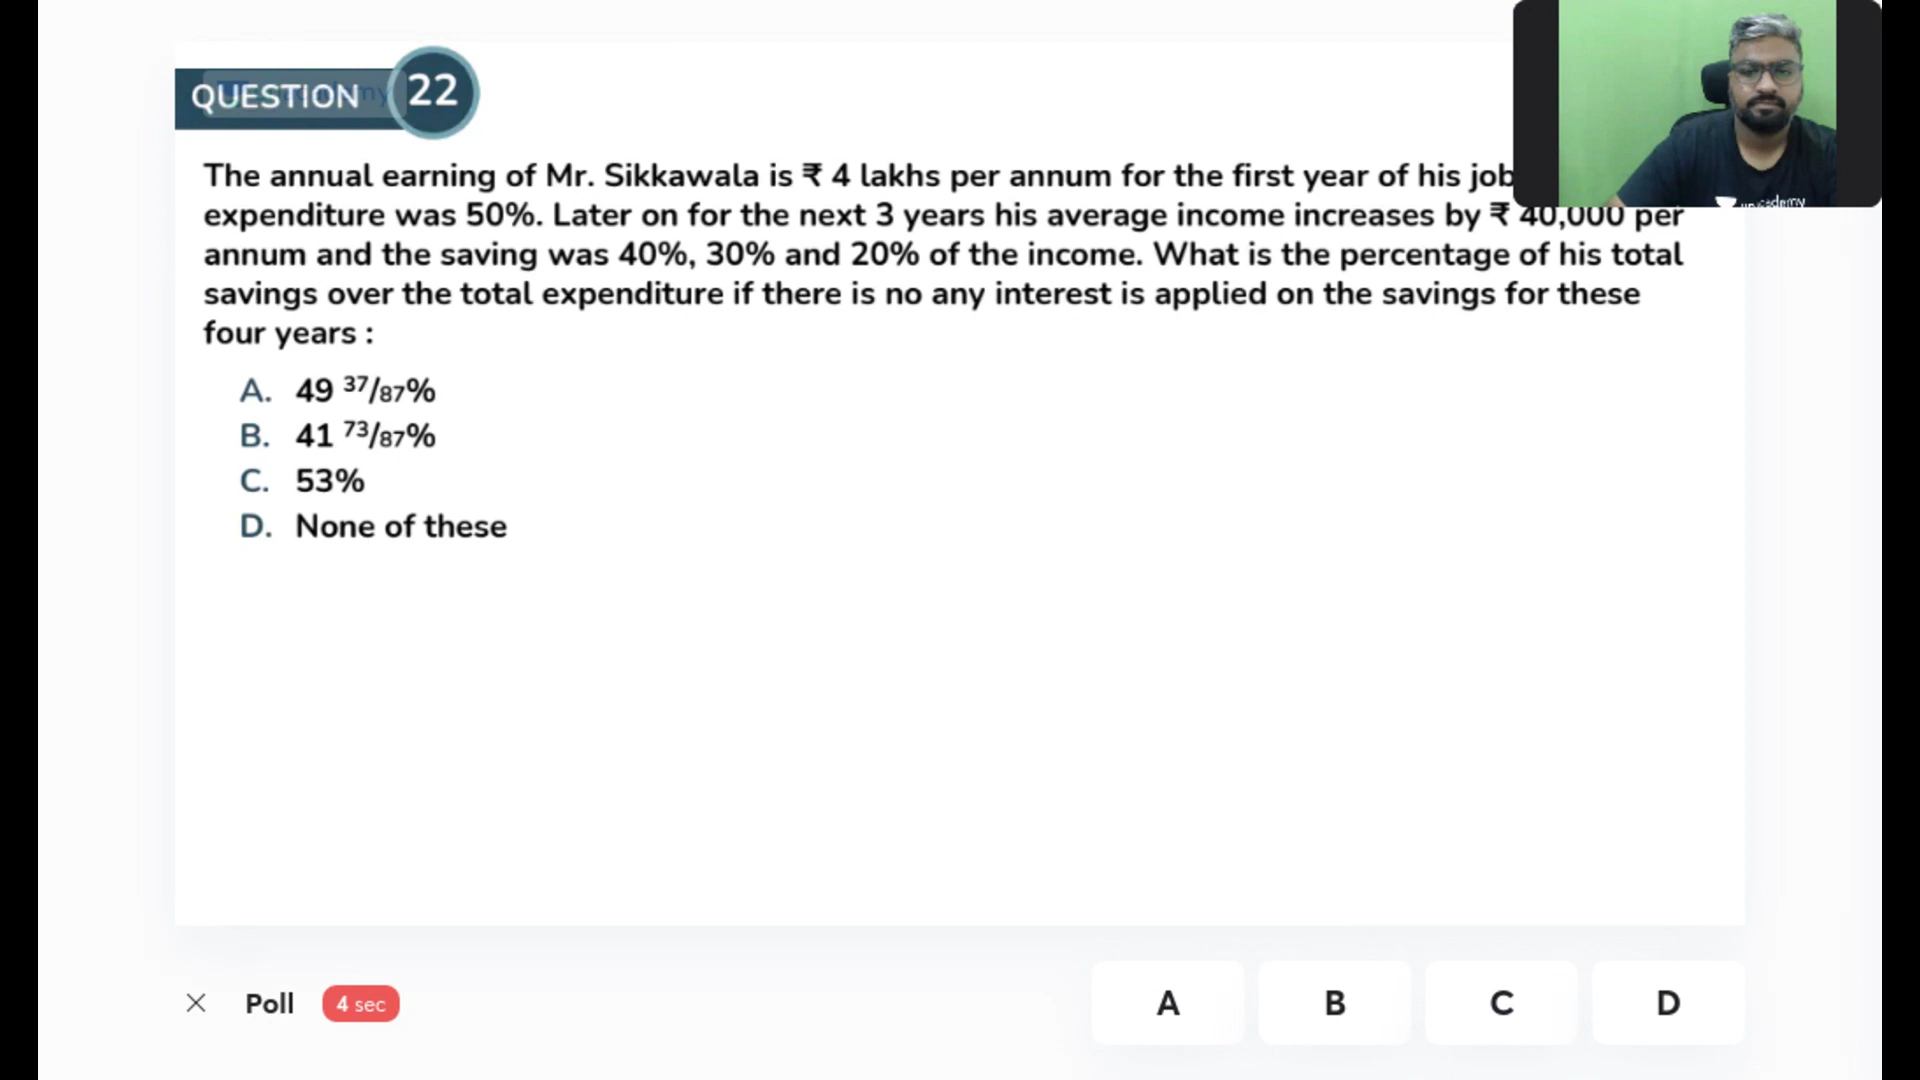 QUESTION 22
The annual earning of Mr. Sikkawala is ₹ 4 lakhs per annum for the first year of his job
expenditure was 50%. Later on for the next 3 years his average income increases by ₹ 40,000 per
annum and the saving was 40%, 30% and 20% of the income. What is the percentage of his total
savings over the total expenditure if there is no any interest is applied on the savings for these
four years :
A. 49 ³⁷/₈₇%
B. 41 ⁷³/₈₇%
C. 53%
D. None of these
× Poll 4 sec A B C D